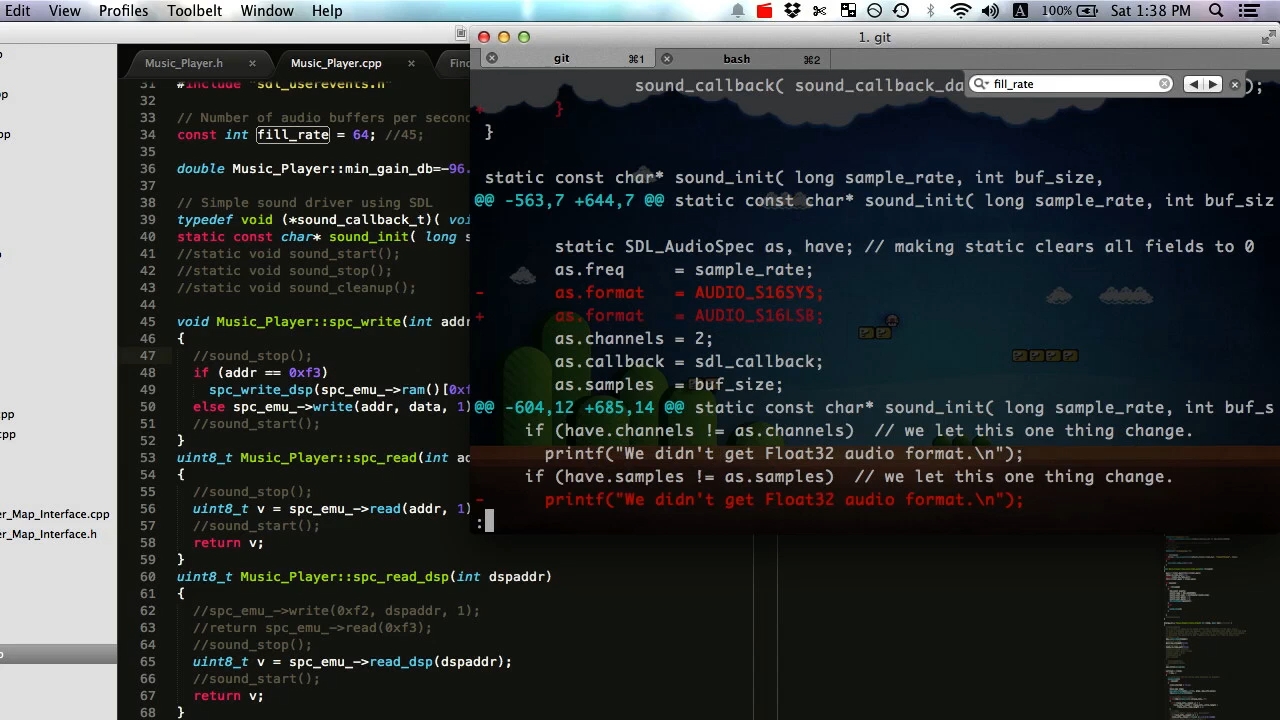 Edit View Profiles Toolbelt Window Help 100% Sat 1:38 PM
1. git
Music_Player.h Music_Player.cpp Find
git ⌘1 bash ⌘2
fill_rate
31 #include "sdl_userevents.h"
32
33 // Number of audio buffers per second
34 const int fill_rate = 64; //45;
35
36 double Music_Player::min_gain_db=-96.
37
38 // Simple sound driver using SDL
39 typedef void (*sound_callback_t)( voi
40 static const char* sound_init( long s
41 //static void sound_start();
42 //static void sound_stop();
43 //static void sound_cleanup();
44
45 void Music_Player::spc_write(int addr
46 {
47 //sound_stop();
48 if (addr == 0xf3)
49 spc_write_dsp(spc_emu_->ram()[0xf
50 else spc_emu_->write(addr, data, 1)
51 //sound_start();
52 }
53 uint8_t Music_Player::spc_read(int ad
54 {
55 //sound_stop();
56 uint8_t v = spc_emu_->read(addr, 1)
57 //sound_start();
58 return v;
59 }
60 uint8_t Music_Player::spc_read_dsp(int dspaddr)
61 {
62 //spc_emu_->write(0xf2, dspaddr, 1);
63 //return spc_emu_->read(0xf3);
64 //sound_stop();
65 uint8_t v = spc_emu_->read_dsp(dspaddr);
66 //sound_start();
67 return v;
68 }
sound_callback( sound_callback_da );
+ }
}
static const char* sound_init( long sample_rate, int buf_size,
@@ -563,7 +644,7 @@ static const char* sound_init( long sample_rate, int buf_siz
static SDL_AudioSpec as, have; // making static clears all fields to 0
as.freq = sample_rate;
- as.format = AUDIO_S16SYS;
+ as.format = AUDIO_S16LSB;
as.channels = 2;
as.callback = sdl_callback;
as.samples = buf_size;
@@ -604,12 +685,14 @@ static const char* sound_init( long sample_rate, int buf_s
if (have.channels != as.channels) // we let this one thing change.
printf("We didn't get Float32 audio format.\n");
if (have.samples != as.samples) // we let this one thing change.
- printf("We didn't get Float32 audio format.\n");
:
er_Map_Interface.cpp
er_Map_Interface.h